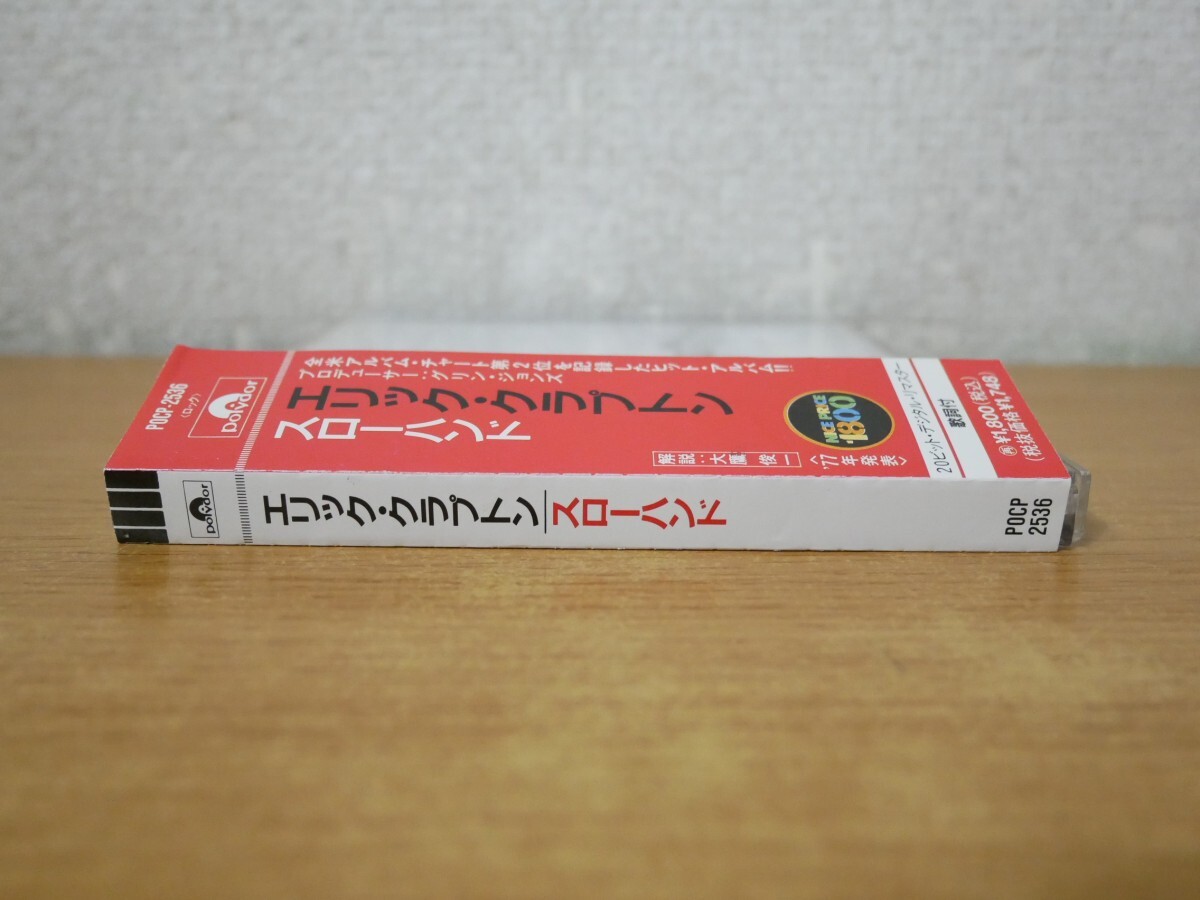 POCP-2536
〈ロック〉
Polydor
全米アルバム・チャート第2位を記録したヒット・アルバム!!
プロデューサー:グリン・ジョンズ
エリック・クラプトン
スローハンド
解説:大鷹俊一
NICE PRICE
¥1800
〈'77年発表〉
20ビット・デジタル・リマスター
歌詞付
¥1,800(税込)
(税抜価格¥1,748)
Polydor
エリック・クラプトン|スローハンド
POCP
2536